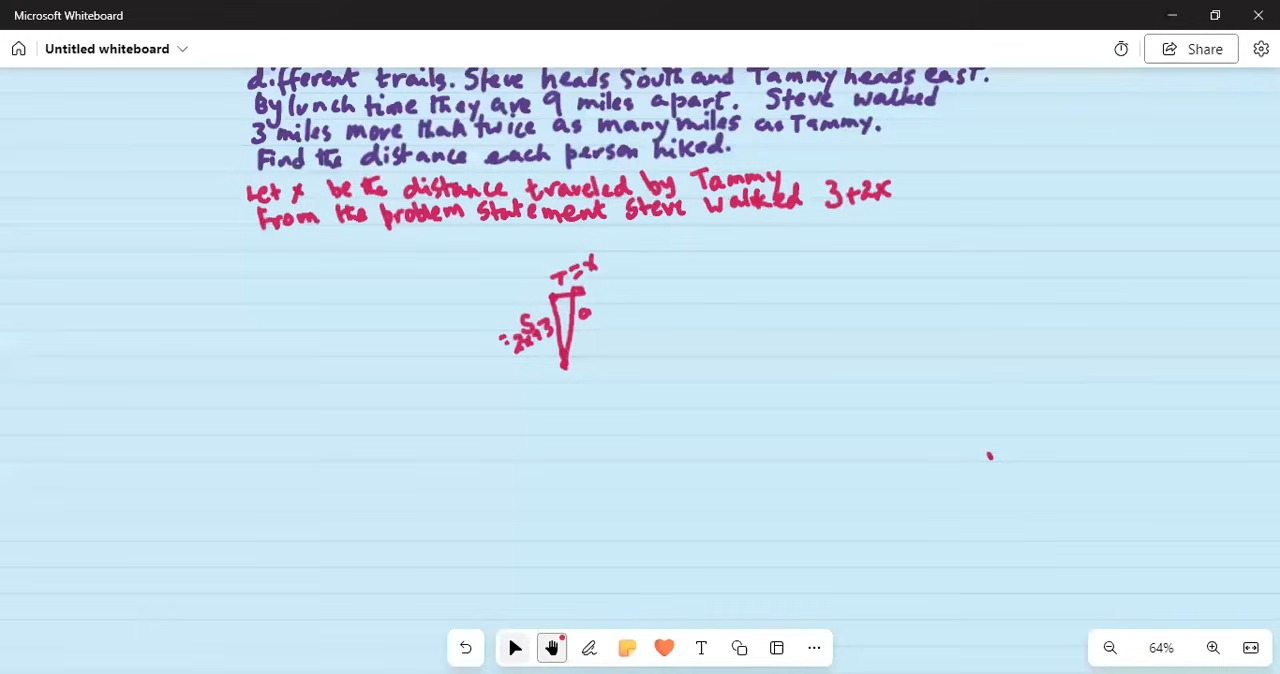 Microsoft Whiteboard
Untitled whiteboard
Share
different trails. Steve heads South and Tammy heads east.
By lunch time they are 9 miles apart. Steve walked
3 miles more than twice as many miles as Tammy.
Find the distance each person hiked.
Let x be the distance traveled by Tammy
From the problem statement Steve walked 3+2x
T=x
S
=2x+3
64%